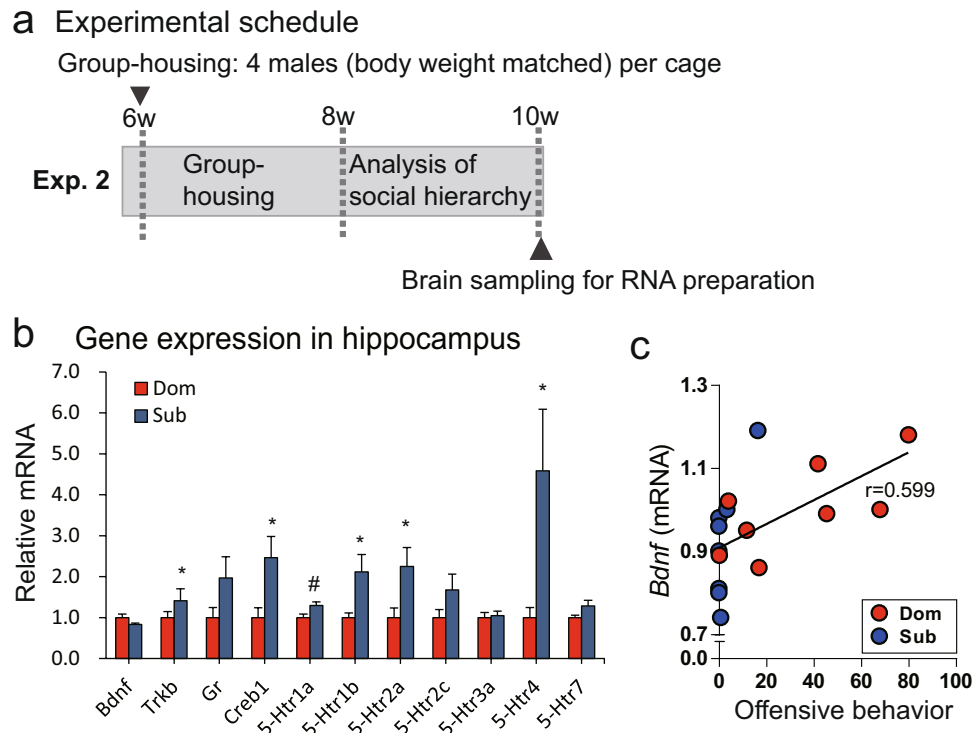 a Experimental schedule
Group-housing: 4 males (body weight matched) per cage
6w 8w 10w
Exp. 2
Group-
housing
Analysis of
social hierarchy
Brain sampling for RNA preparation
b Gene expression in hippocampus
Relative mRNA
7.0
6.0
5.0
4.0
3.0
2.0
1.0
0.0
Dom
Sub
*
*
#
*
*
*
Bdnf
Trkb
Gr
Creb1
5-Htr1a
5-Htr1b
5-Htr2a
5-Htr2c
5-Htr3a
5-Htr4
5-Htr7
c
Bdnf (mRNA)
1.3
1.1
0.9
0.7
0.0
r=0.599
Dom
Sub
0 20 40 60 80 100
Offensive behavior